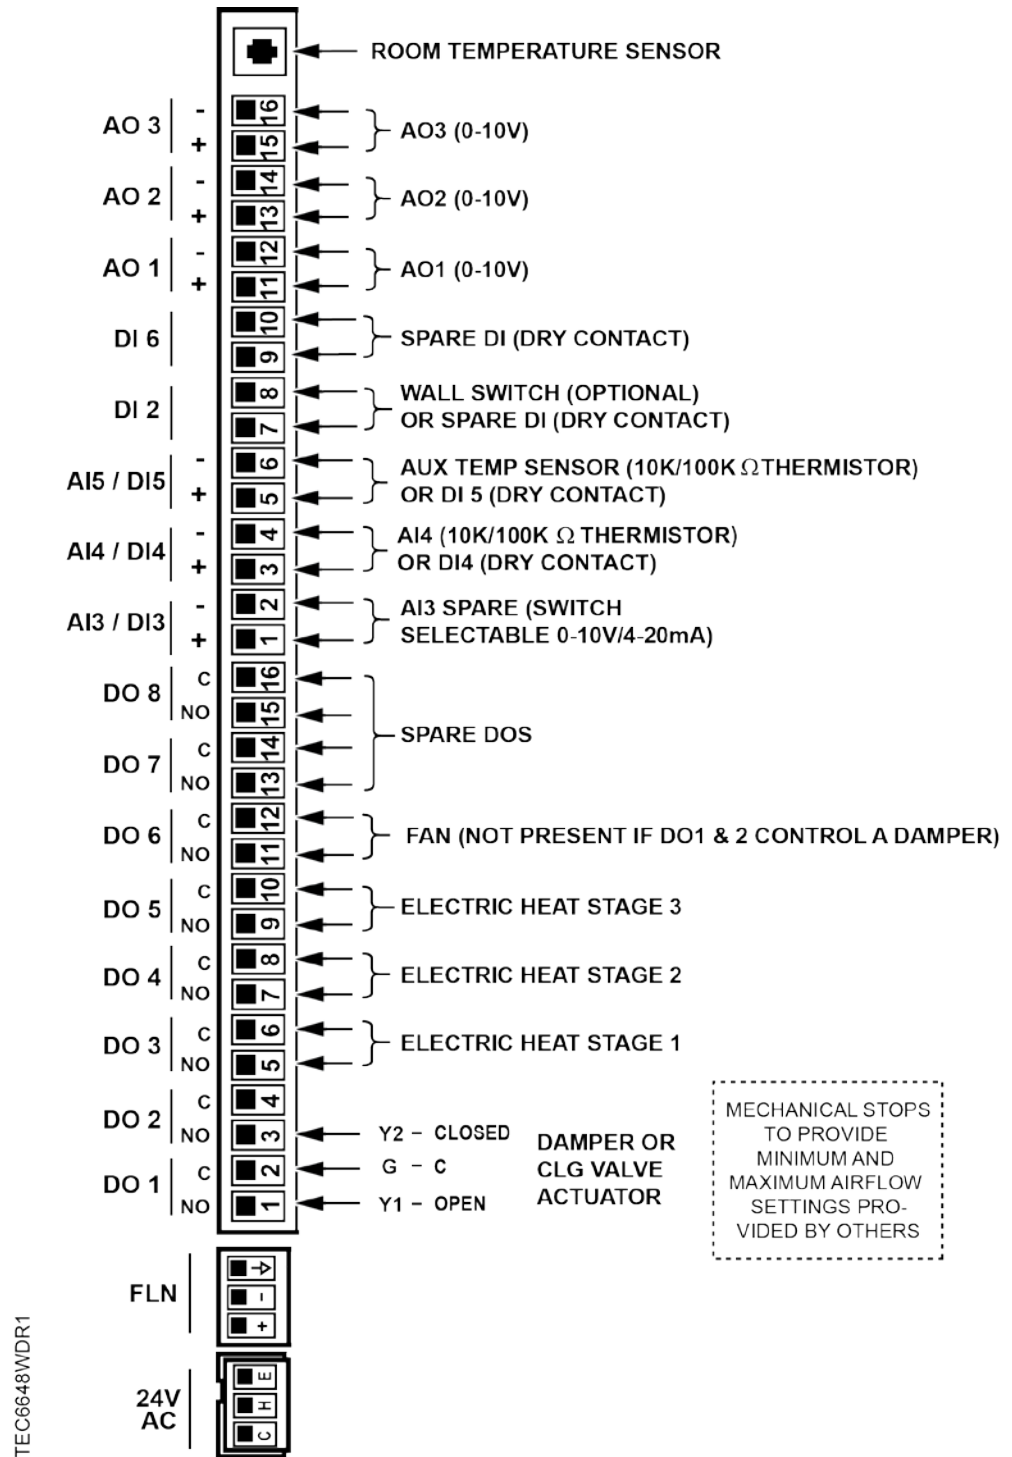 ROOM TEMPERATURE SENSOR
AO 3
-
+
16
15
AO3 (0-10V)
AO 2
-
+
14
13
AO2 (0-10V)
AO 1
-
+
12
11
AO1 (0-10V)
DI 6
10
9
SPARE DI (DRY CONTACT)
DI 2
8
7
WALL SWITCH (OPTIONAL)
OR SPARE DI (DRY CONTACT)
AI5 / DI5
-
+
6
5
AUX TEMP SENSOR (10K/100K Ω THERMISTOR)
OR DI 5 (DRY CONTACT)
AI4 / DI4
-
+
4
3
AI4 (10K/100K Ω THERMISTOR)
OR DI4 (DRY CONTACT)
AI3 / DI3
-
+
2
1
AI3 SPARE (SWITCH
SELECTABLE 0-10V/4-20mA)
DO 8
C
NO
16
15
DO 7
C
NO
14
13
SPARE DOS
DO 6
C
NO
12
11
FAN (NOT PRESENT IF DO1 & 2 CONTROL A DAMPER)
DO 5
C
NO
10
9
ELECTRIC HEAT STAGE 3
DO 4
C
NO
8
7
ELECTRIC HEAT STAGE 2
DO 3
C
NO
6
5
ELECTRIC HEAT STAGE 1
DO 2
C
NO
4
3
Y2 – CLOSED
DO 1
C
NO
2
1
G – C
Y1 – OPEN
DAMPER OR
CLG VALVE
ACTUATOR
MECHANICAL STOPS
TO PROVIDE
MINIMUM AND
MAXIMUM AIRFLOW
SETTINGS PRO-
VIDED BY OTHERS
FLN
-
+
24V
AC
E
H
C
TEC6648WDR1